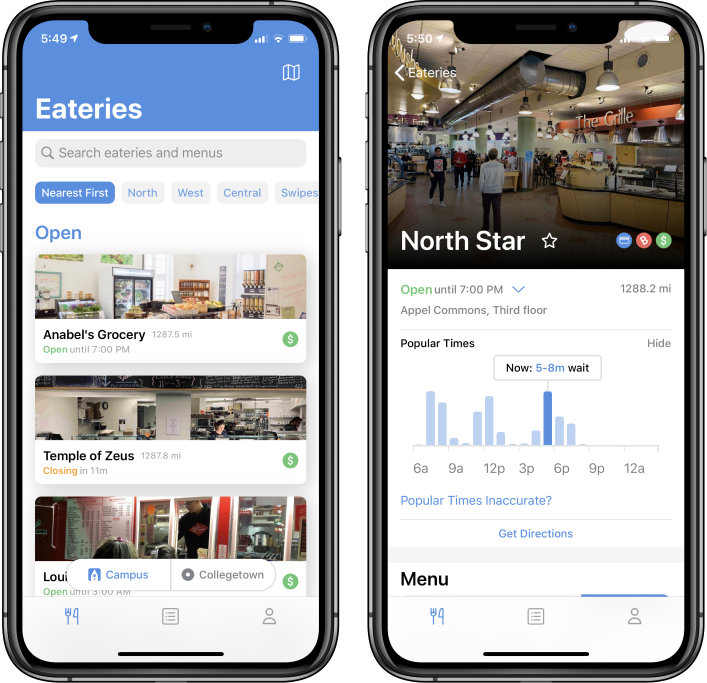 5:49
Eateries
Search eateries and menus
Nearest First North West Central Swipes
Open
Anabel's Grocery 1287.5 mi
Open until 7:00 PM
$
Temple of Zeus 1287.8 mi
Closing in 11m
$
Loui
Campus Collegetown
Open until 3:00 AM
$
5:50
Eateries
The Grille
North Star
B $
Open until 7:00 PM 1288.2 mi
Appel Commons, Third floor
Popular Times Hide
Now: 5-8m wait
6a 9a 12p 3p 6p 9p 12a
Popular Times Inaccurate?
Get Directions
Menu